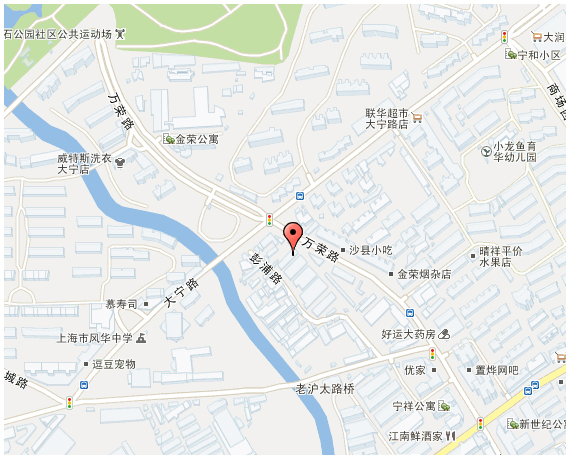 石公园社区公共运动场
大润
宁和小区
万荣路
商场西
联华超市
大宁路店
金荣公寓
小龙鱼育
华幼儿园
威特斯洗衣
大宁店
万荣路
沙县小吃
晴祥平价
水果店
彭浦路
金荣烟杂店
大宁路
慕寿司
上海市风华中学
好运大药房
逗豆宠物
优家
置烨网吧
城路
老沪太路桥
宁祥公寓
新世纪公
江南鲜酒家